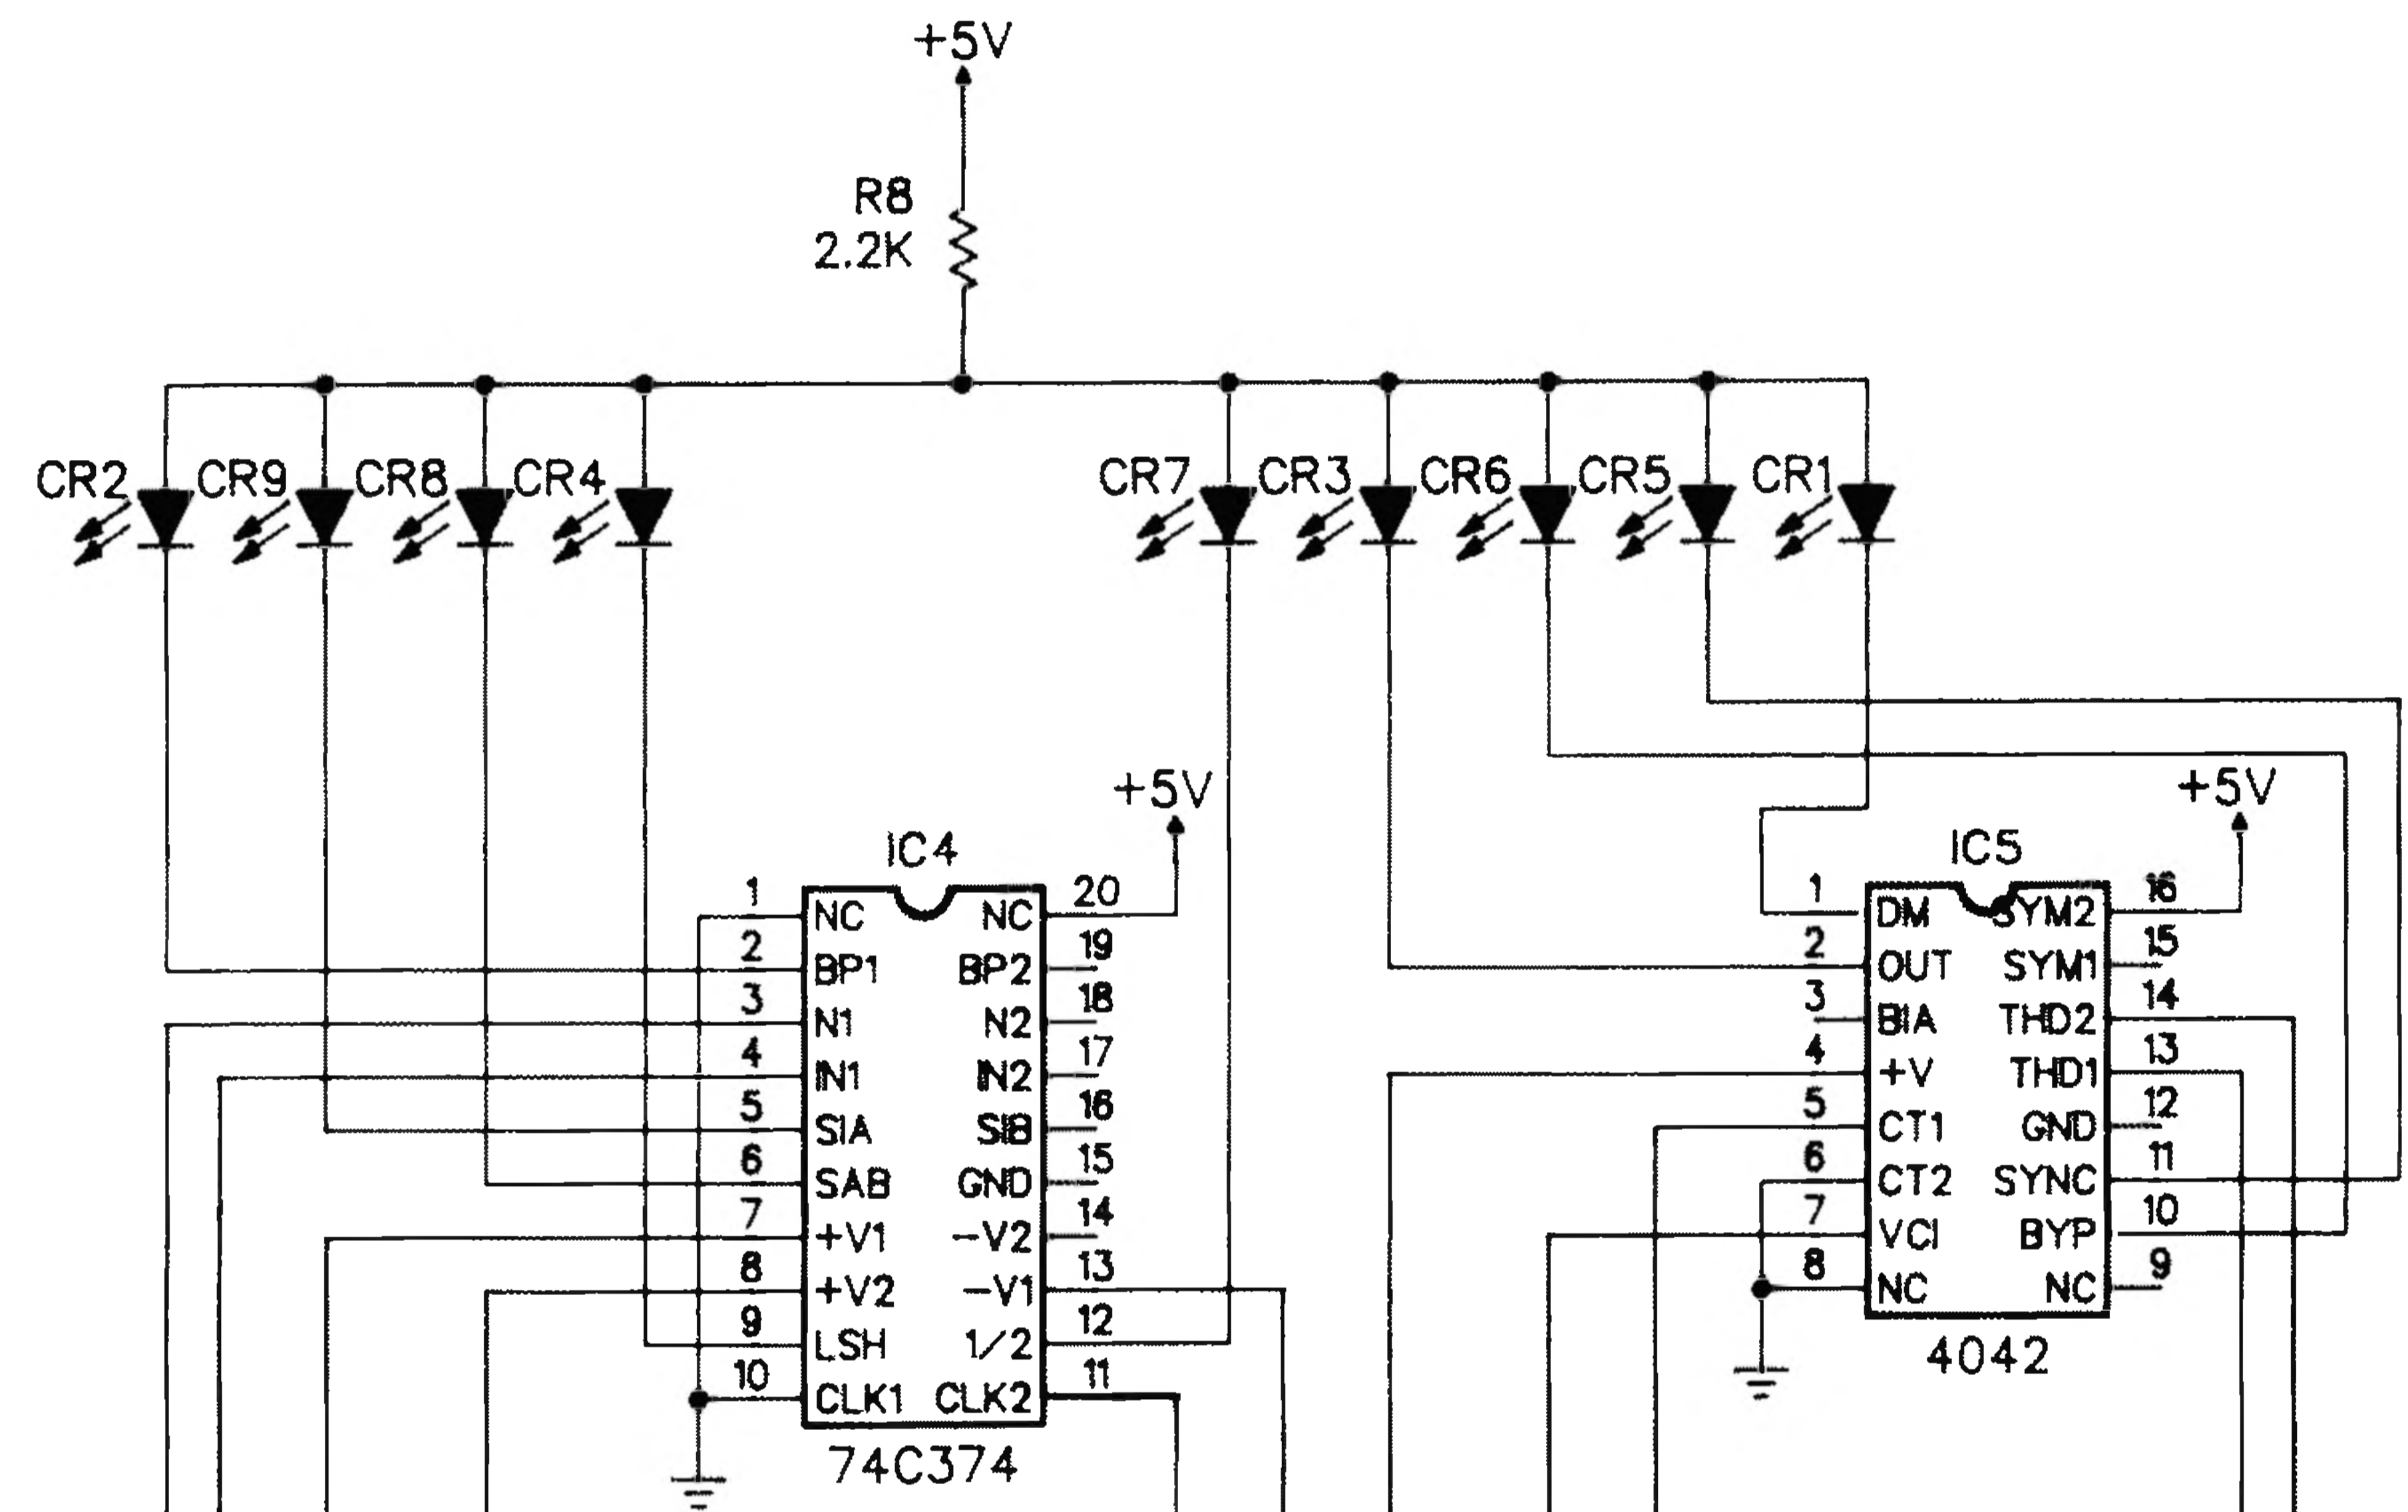 +5V
R8
2.2K
CR2 CR9 CR8 CR4 CR7 CR3 CR6 CR5 CR1
+5V
+5V
IC4
1 NC NC 20
2 BP1 BP2 19
3 N1 N2 18
4 IN1 IN2 17
5 SIA SIB 16
6 SAB GND 15
7 +V1 -V2 14
8 +V2 -V1 13
9 LSH 1/2 12
10 CLK1 CLK2 11
74C374
IC5
1 DM SYM2 16
2 OUT SYM1 15
3 BIA THD2 14
4 +V THD1 13
5 CT1 GND 12
6 CT2 SYNC 11
7 VCI BYP 10
8 NC NC 9
4042